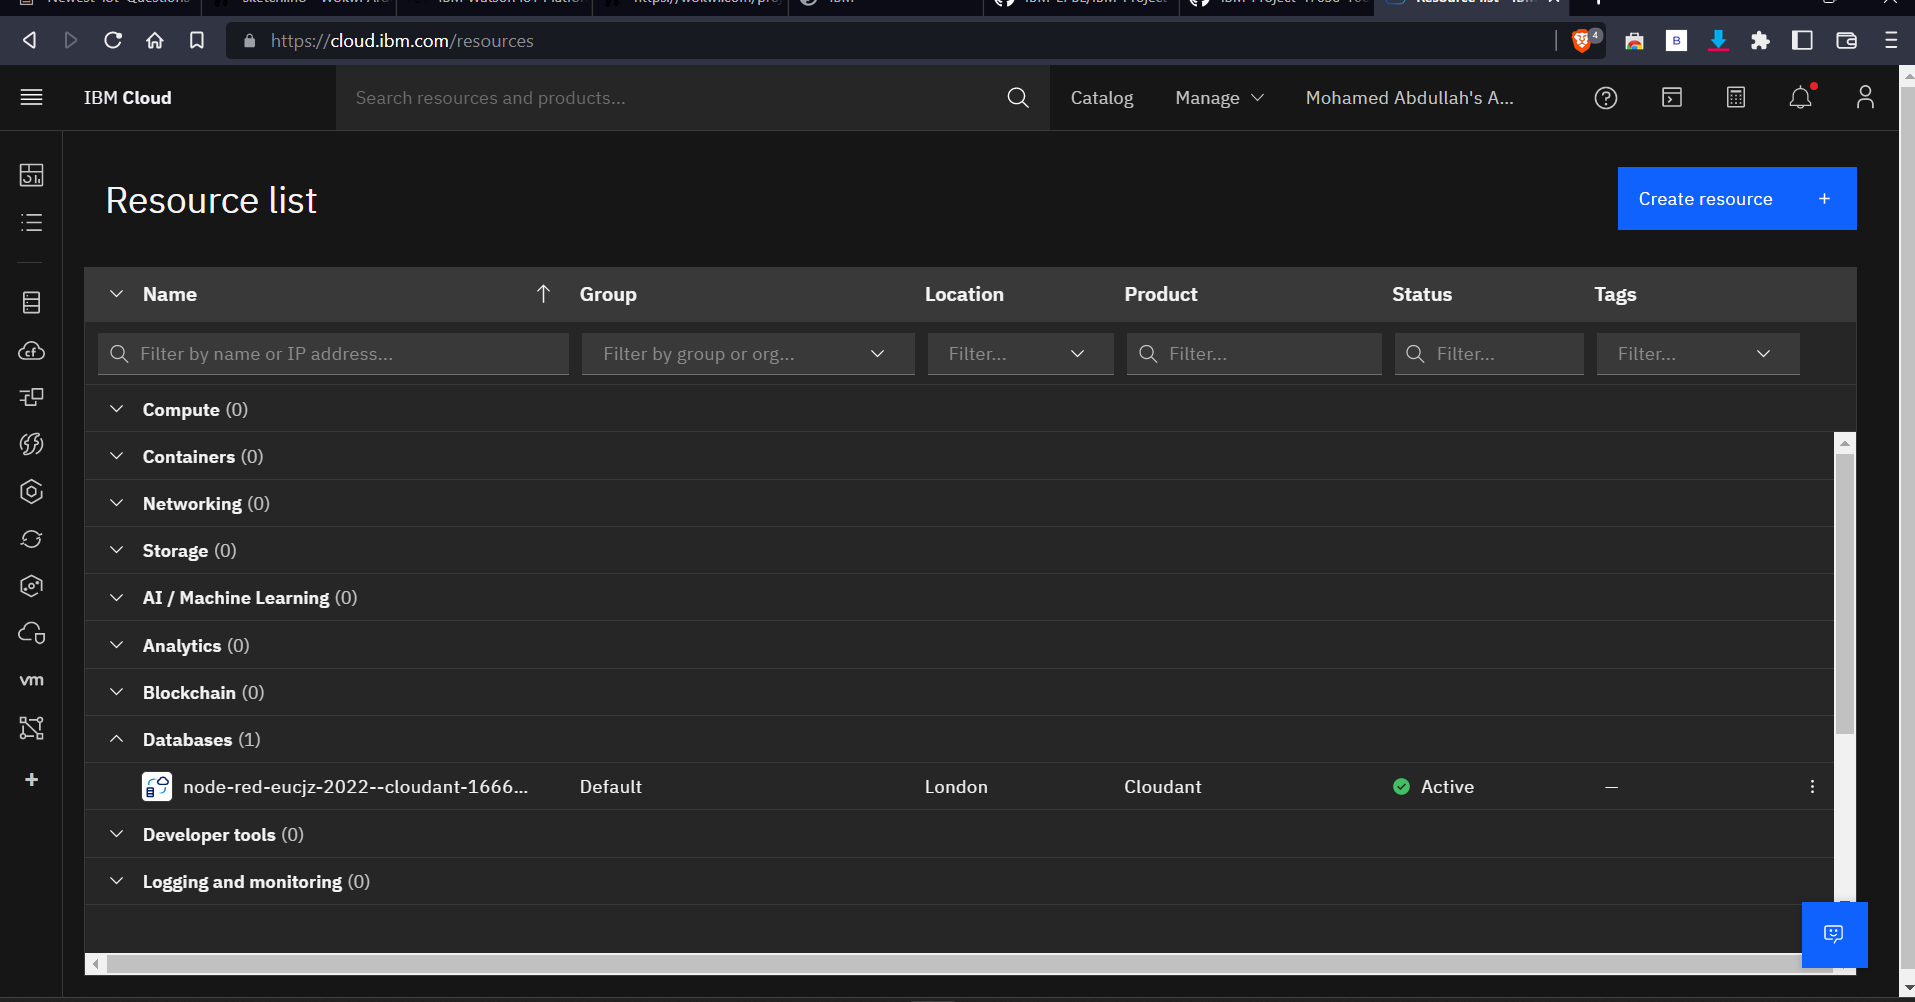 https://cloud.ibm.com/resources
4
B
IBM Cloud
Search resources and products...
Catalog
Manage
Mohamed Abdullah's A...
Resource list
Create resource +
Name
Group
Location
Product
Status
Tags
Filter by name or IP address...
Filter by group or org...
Filter...
Filter...
Filter...
Filter...
Compute (0)
Containers (0)
Networking (0)
Storage (0)
AI / Machine Learning (0)
Analytics (0)
Blockchain (0)
Databases (1)
node-red-eucjz-2022--cloudant-1666...
Default
London
Cloudant
Active
—
Developer tools (0)
Logging and monitoring (0)
cf
vm